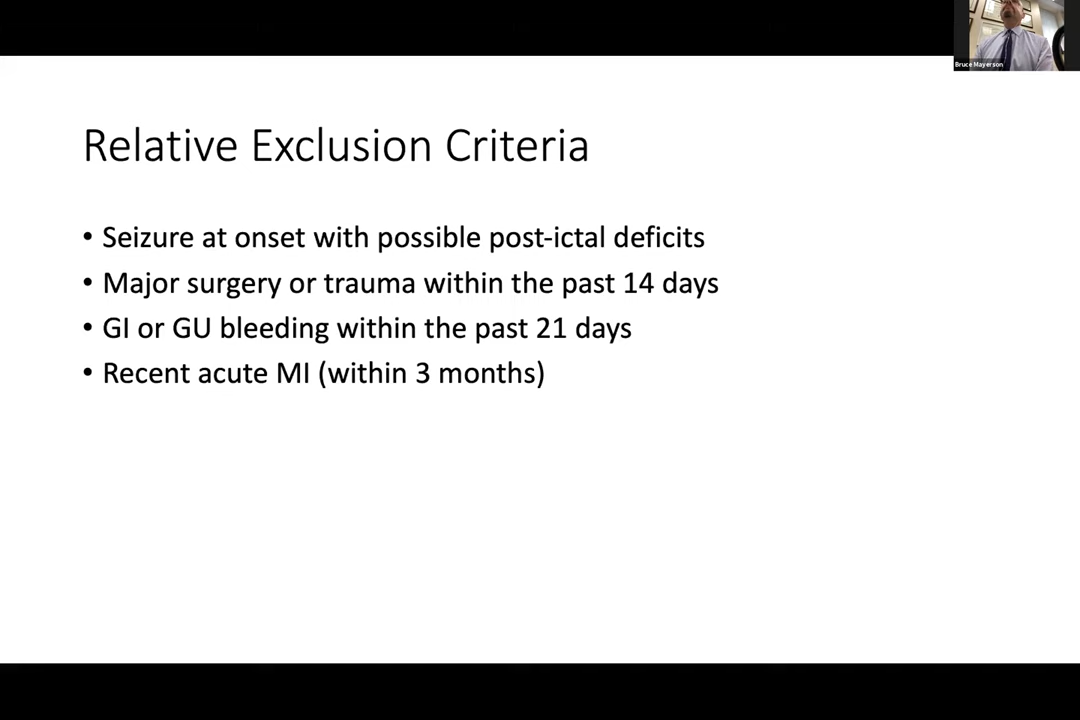 Bruce Mayerson
Relative Exclusion Criteria
• Seizure at onset with possible post-ictal deficits
• Major surgery or trauma within the past 14 days
• GI or GU bleeding within the past 21 days
• Recent acute MI (within 3 months)